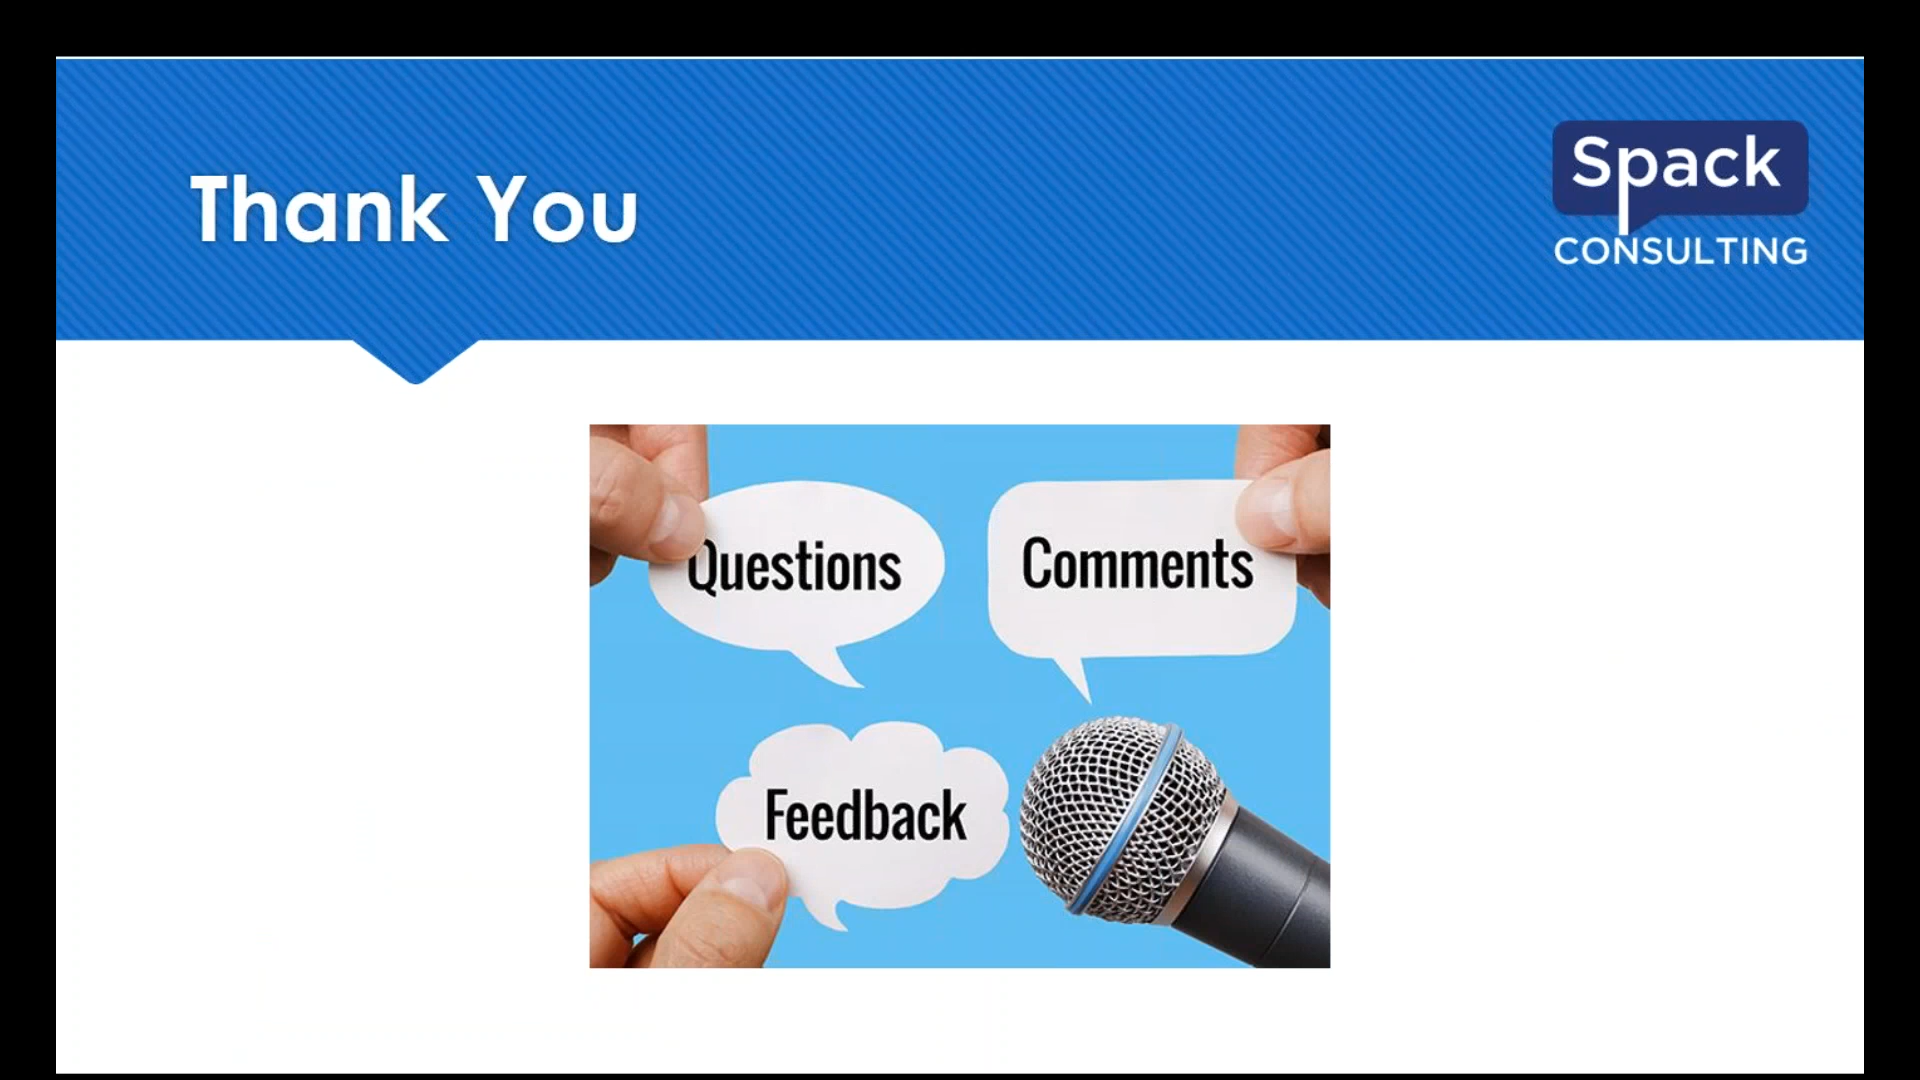 Thank You
Spack
CONSULTING
Questions
Comments
Feedback